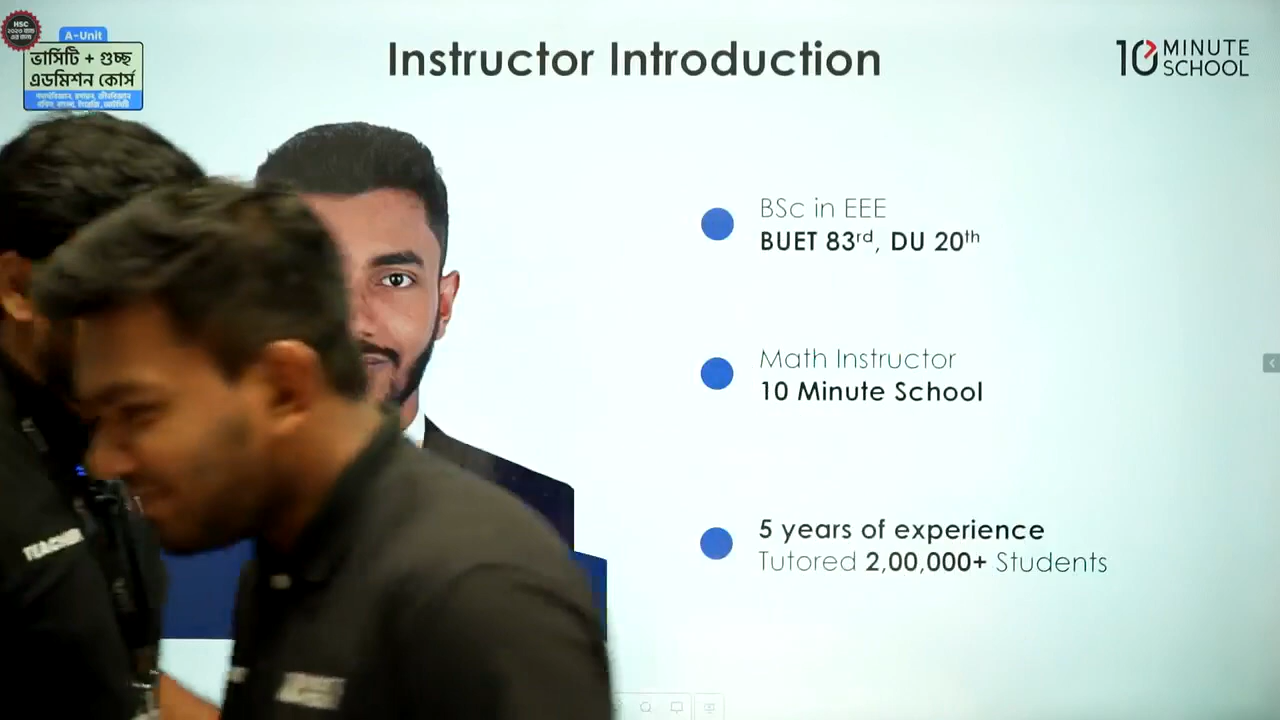 HSC
A-Unit
ভার্সিটি + গুচ্ছ
এডমিশন কোর্স
Instructor Introduction
10 MINUTE
SCHOOL
BSc in EEE
BUET 83rd, DU 20th
Math Instructor
10 Minute School
5 years of experience
Tutored 2,00,000+ Students
TEACHER